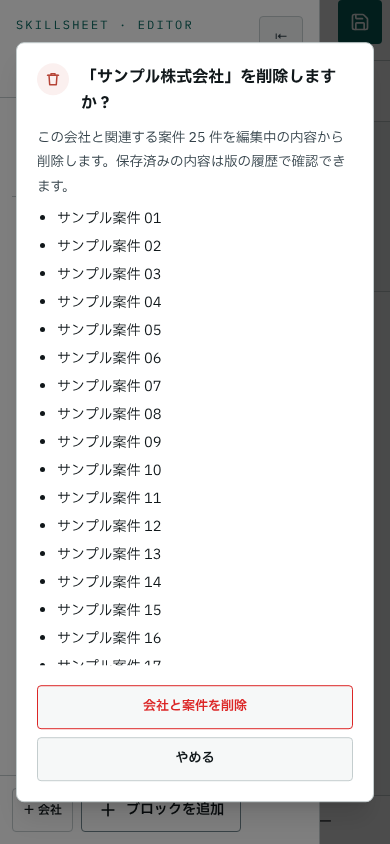 SKILLSHEET · EDITOR
「サンプル株式会社」を削除します
か？
この会社と関連する案件 25 件を編集中の内容から
削除します。保存済みの内容は版の履歴で確認でき
ます。
サンプル案件 01
サンプル案件 02
サンプル案件 03
サンプル案件 04
サンプル案件 05
サンプル案件 06
サンプル案件 07
サンプル案件 08
サンプル案件 09
サンプル案件 10
サンプル案件 11
サンプル案件 12
サンプル案件 13
サンプル案件 14
サンプル案件 15
サンプル案件 16
サンプル案件 17
会社と案件を削除
やめる
+ 会社
+ ブロックを追加